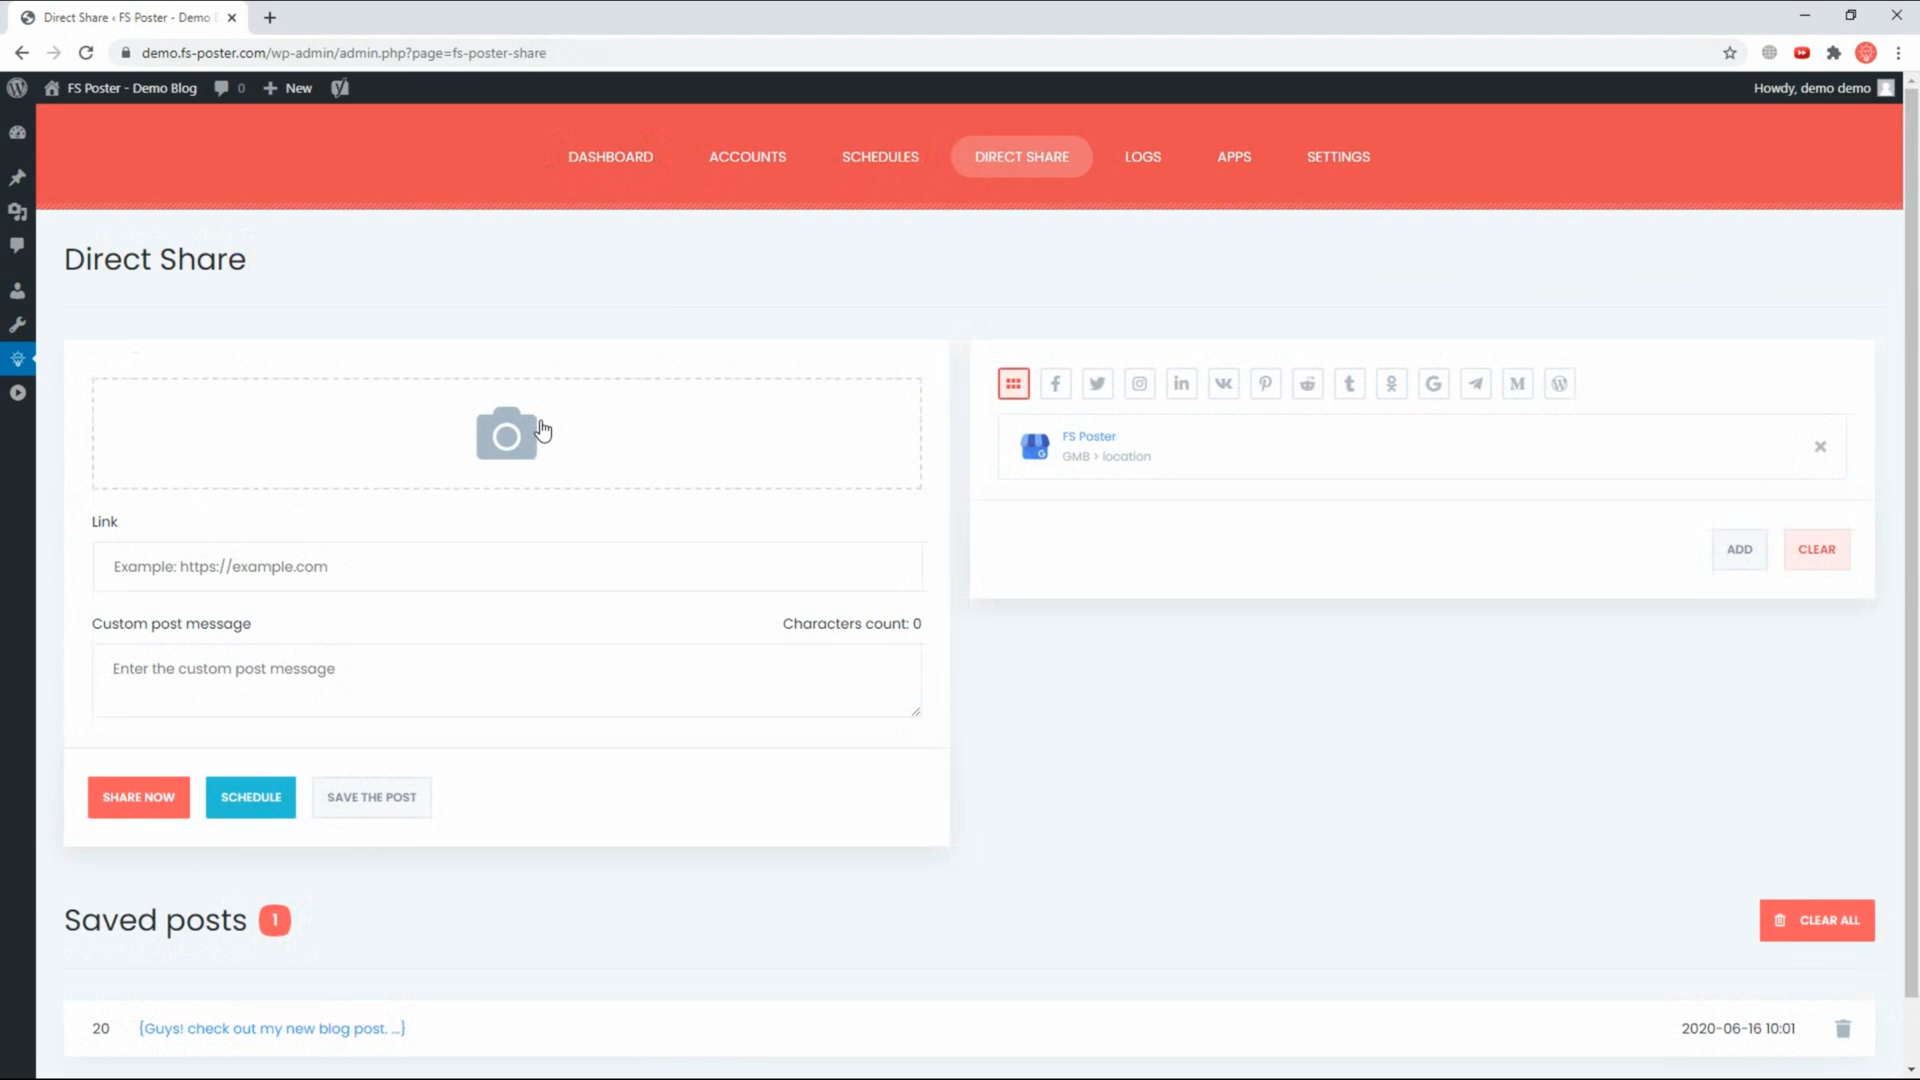 Direct Share ‹ FS Poster - Demo
demo.fs-poster.com/wp-admin/admin.php?page=fs-poster-share
FS Poster - Demo Blog
0
New
Howdy, demo demo
DASHBOARD
ACCOUNTS
SCHEDULES
DIRECT SHARE
LOGS
APPS
SETTINGS
Direct Share
FS Poster
GMB > location
Link
Example: https://example.com
ADD
CLEAR
Custom post message
Characters count: 0
Enter the custom post message
SHARE NOW
SCHEDULE
SAVE THE POST
Saved posts
1
CLEAR ALL
20
{Guys! check out my new blog post. ...}
2020-06-16 10:01